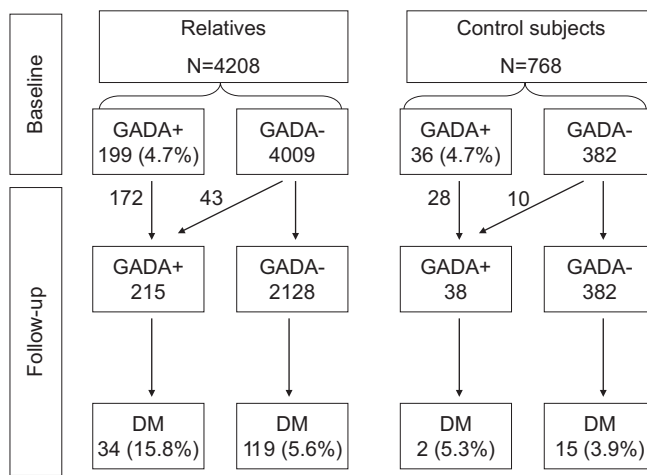 Relatives
N=4208
Control subjects
N=768
Baseline
GADA+
199 (4.7%)
GADA-
4009
GADA+
36 (4.7%)
GADA-
382
172
43
28
10
Follow-up
GADA+
215
GADA-
2128
GADA+
38
GADA-
382
DM
34 (15.8%)
DM
119 (5.6%)
DM
2 (5.3%)
DM
15 (3.9%)